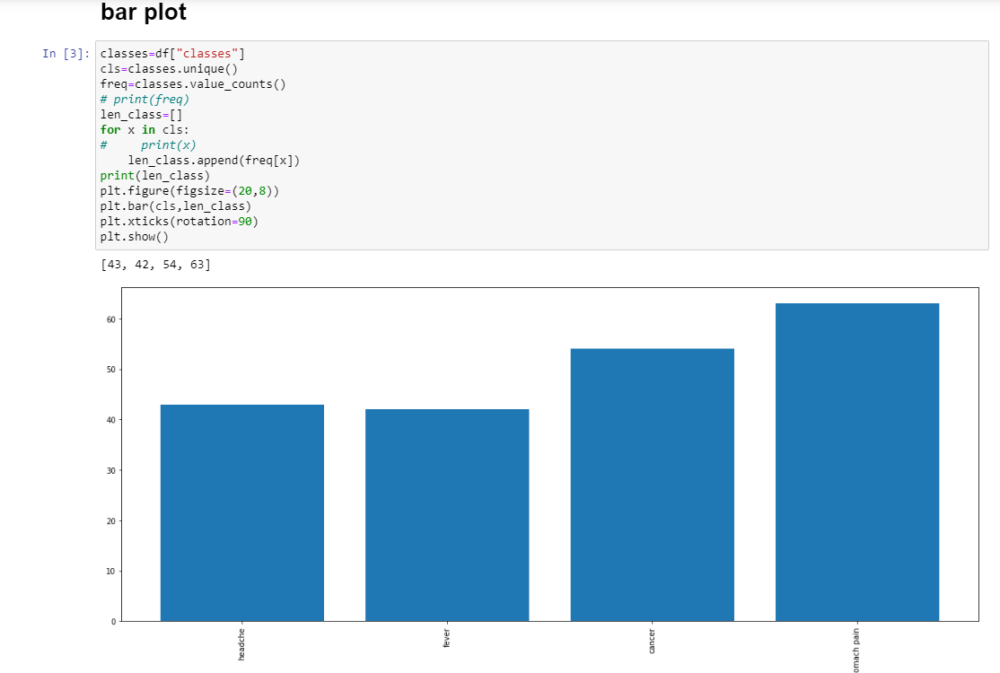 bar plot
In [3]:
classes=df["classes"]
cls=classes.unique()
freq=classes.value_counts()
# print(freq)
len_class=[]
for x in cls:
#     print(x)
    len_class.append(freq[x])
print(len_class)
plt.figure(figsize=(20,8))
plt.bar(cls,len_class)
plt.xticks(rotation=90)
plt.show()
[43, 42, 54, 63]
60
50
40
30
20
10
0
headche
fever
cancer
omach pain